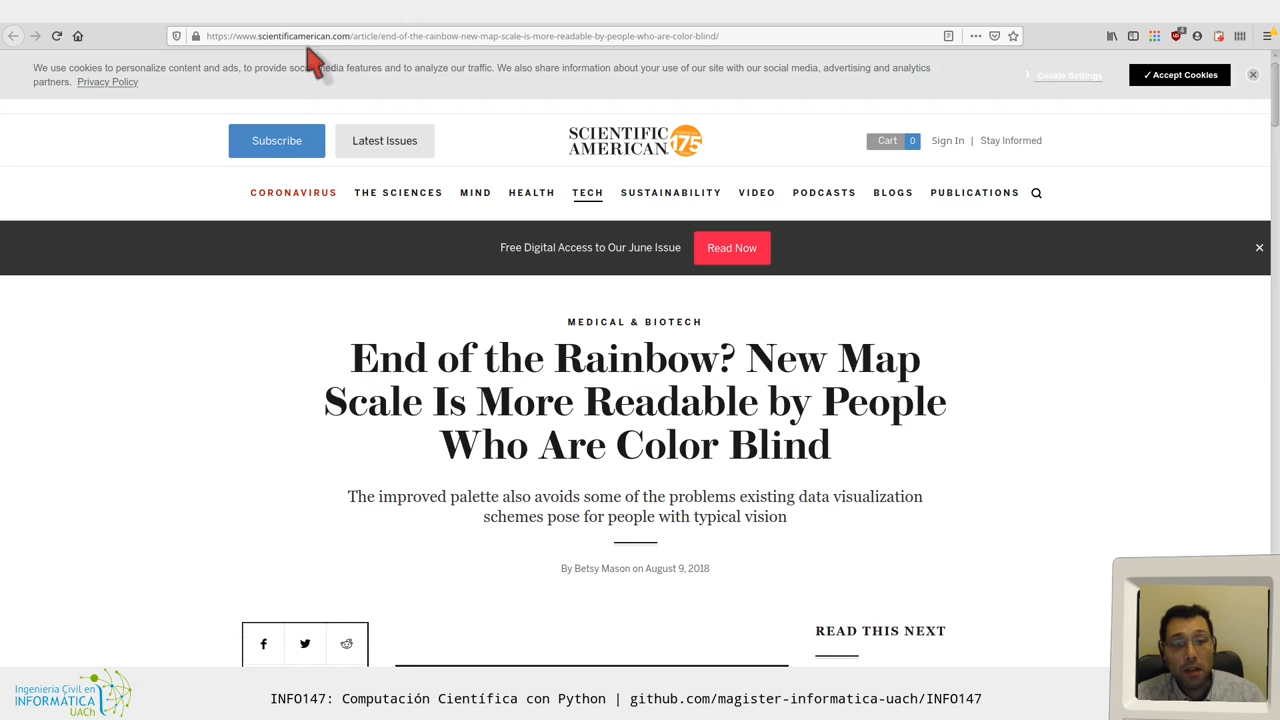 https://www.scientificamerican.com/article/end-of-the-rainbow-new-map-scale-is-more-readable-by-people-who-are-color-blind/
4
We use cookies to personalize content and ads, to provide social media features and to analyze our traffic. We also share information about your use of our site with our social media, advertising and analytics
partners. Privacy Policy
Cookie Settings
✓ Accept Cookies
Subscribe
Latest Issues
SCIENTIFIC
AMERICAN
175
Cart 0
Sign In | Stay Informed
CORONAVIRUS THE SCIENCES MIND HEALTH TECH SUSTAINABILITY VIDEO PODCASTS BLOGS PUBLICATIONS
Free Digital Access to Our June Issue
Read Now
MEDICAL & BIOTECH
End of the Rainbow? New Map
Scale Is More Readable by People
Who Are Color Blind
The improved palette also avoids some of the problems existing data visualization
schemes pose for people with typical vision
By Betsy Mason on August 9, 2018
READ THIS NEXT
Ingeniería Civil en
INFORMÁTICA
UACh
INFO147: Computación Científica con Python | github.com/magister-informatica-uach/INFO147